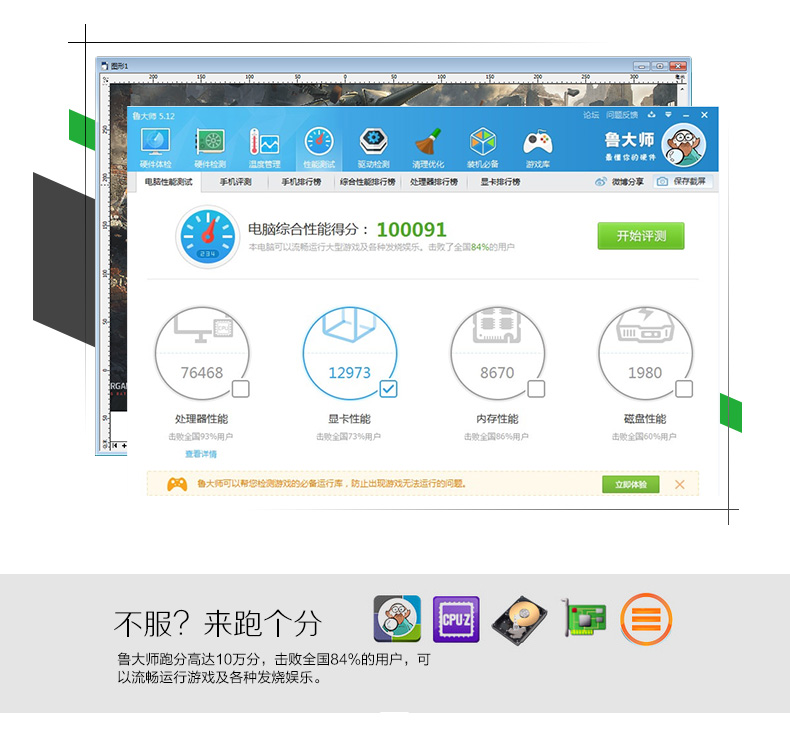 图形1
200 150 100 50 0 50 100 150 200 250 300
鲁大师 5.12
论坛 问题反馈
硬件体检 硬件检测 温度管理 性能测试 驱动检测 清理优化 装机必备 游戏库
鲁大师
最懂你的硬件
电脑性能测试 手机评测 手机排行榜 综合性能排行榜 处理器排行榜 显卡排行榜 微博分享 保存截屏
电脑综合性能得分： 100091
本电脑可以流畅运行大型游戏及各种发烧娱乐。击败了全国84%的用户
开始评测
234
76468 12973 8670 1980
处理器性能 显卡性能 内存性能 磁盘性能
击败全国93%用户 击败全国73%用户 击败全国86%用户 击败全国60%用户
查看详情
鲁大师可以帮您检测游戏的必备运行库，防止出现游戏无法运行的问题。
立即体验
不服？来跑个分
CPU-Z
鲁大师跑分高达10万分，击败全国84%的用户，可
以流畅运行游戏及各种发烧娱乐。